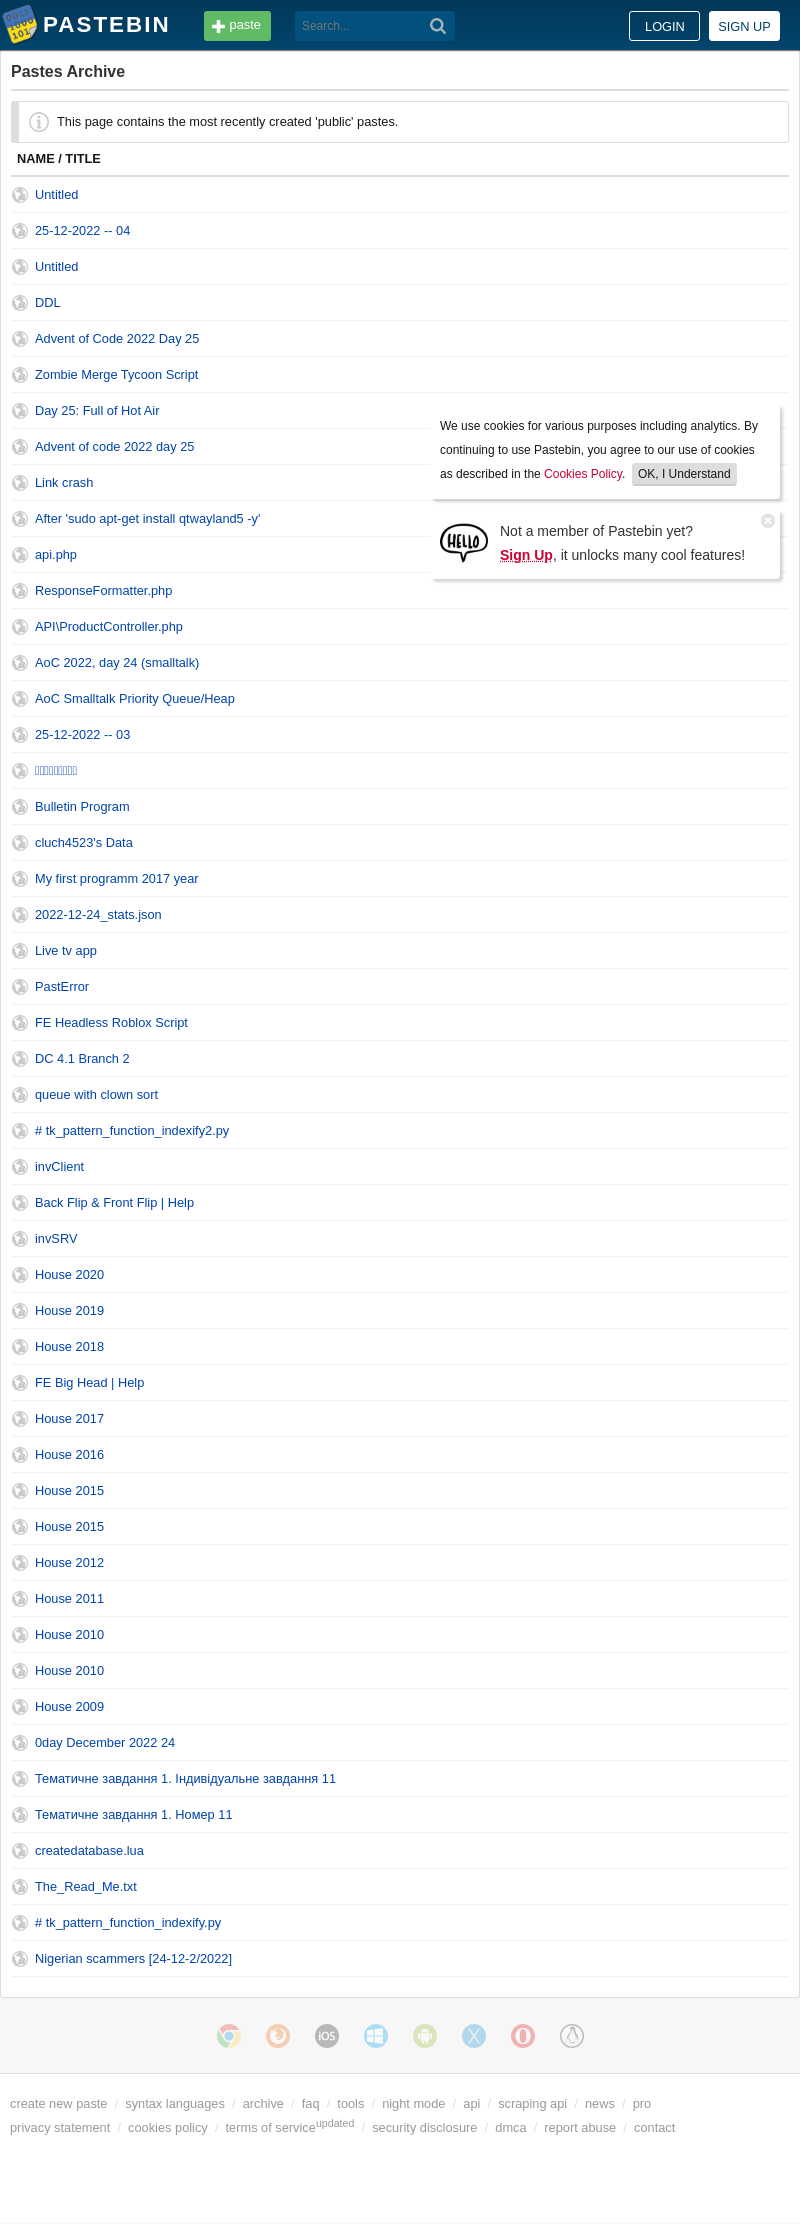 PASTEBIN paste Search... LOGIN SIGN UP
Pastes Archive
This page contains the most recently created 'public' pastes.
NAME / TITLE
Untitled
25-12-2022 -- 04
Untitled
DDL
Advent of Code 2022 Day 25
Zombie Merge Tycoon Script
Day 25: Full of Hot Air
Advent of code 2022 day 25
Link crash
After 'sudo apt-get install qtwayland5 -y'
api.php
ResponseFormatter.php
API\ProductController.php
AoC 2022, day 24 (smalltalk)
AoC Smalltalk Priority Queue/Heap
25-12-2022 -- 03
Bulletin Program
cluch4523's Data
My first programm 2017 year
2022-12-24_stats.json
Live tv app
PastError
FE Headless Roblox Script
DC 4.1 Branch 2
queue with clown sort
# tk_pattern_function_indexify2.py
invClient
Back Flip & Front Flip | Help
invSRV
House 2020
House 2019
House 2018
FE Big Head | Help
House 2017
House 2016
House 2015
House 2015
House 2012
House 2011
House 2010
House 2010
House 2009
0day December 2022 24
Тематичне завдання 1. Індивідуальне завдання 11
Тематичне завдання 1. Номер 11
createdatabase.lua
The_Read_Me.txt
# tk_pattern_function_indexify.py
Nigerian scammers [24-12-2/2022]
We use cookies for various purposes including analytics. By
continuing to use Pastebin, you agree to our use of cookies
as described in the Cookies Policy. OK, I Understand
HELLO
Not a member of Pastebin yet?
Sign Up, it unlocks many cool features!
iOS
create new paste / syntax languages / archive / faq / tools / night mode / api / scraping api / news / pro
privacy statement / cookies policy / terms of serviceupdated / security disclosure / dmca / report abuse / contact